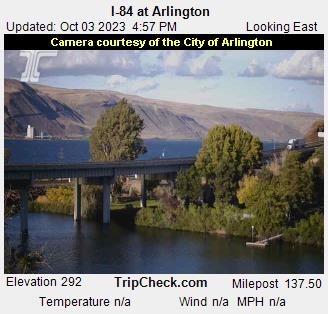 I-84 at Arlington
Updated: Oct 03 2023 4:57 PM Looking East
Camera courtesy of the City of Arlington
Elevation 292 TripCheck.com Milepost 137.50
Temperature n/a Wind n/a MPH n/a